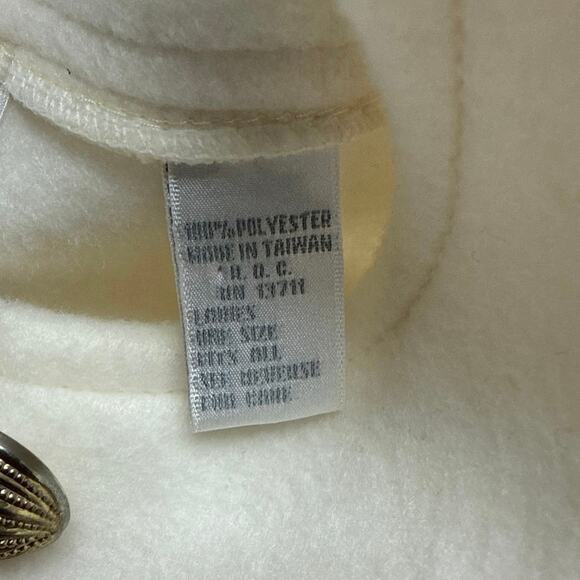 100% POLYESTER
MADE IN TAIWAN
R. O. C.
RN 13711
LADIES
ONE SIZE
FITS ALL
SEE REVERSE
FOR CARE